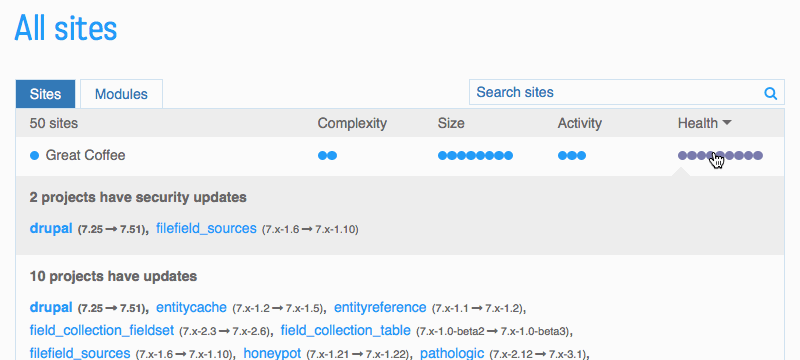 All sites
Sites Modules Search sites
50 sites Complexity Size Activity Health
Great Coffee
2 projects have security updates
drupal (7.25 → 7.51), filefield_sources (7.x-1.6 → 7.x-1.10)
10 projects have updates
drupal (7.25 → 7.51), entitycache (7.x-1.2 → 7.x-1.5), entityreference (7.x-1.1 → 7.x-1.2),
field_collection_fieldset (7.x-2.3 → 7.x-2.6), field_collection_table (7.x-1.0-beta2 → 7.x-1.0-beta3),
filefield_sources (7.x-1.6 → 7.x-1.10), honeypot (7.x-1.21 → 7.x-1.22), pathologic (7.x-2.12 → 7.x-3.1),